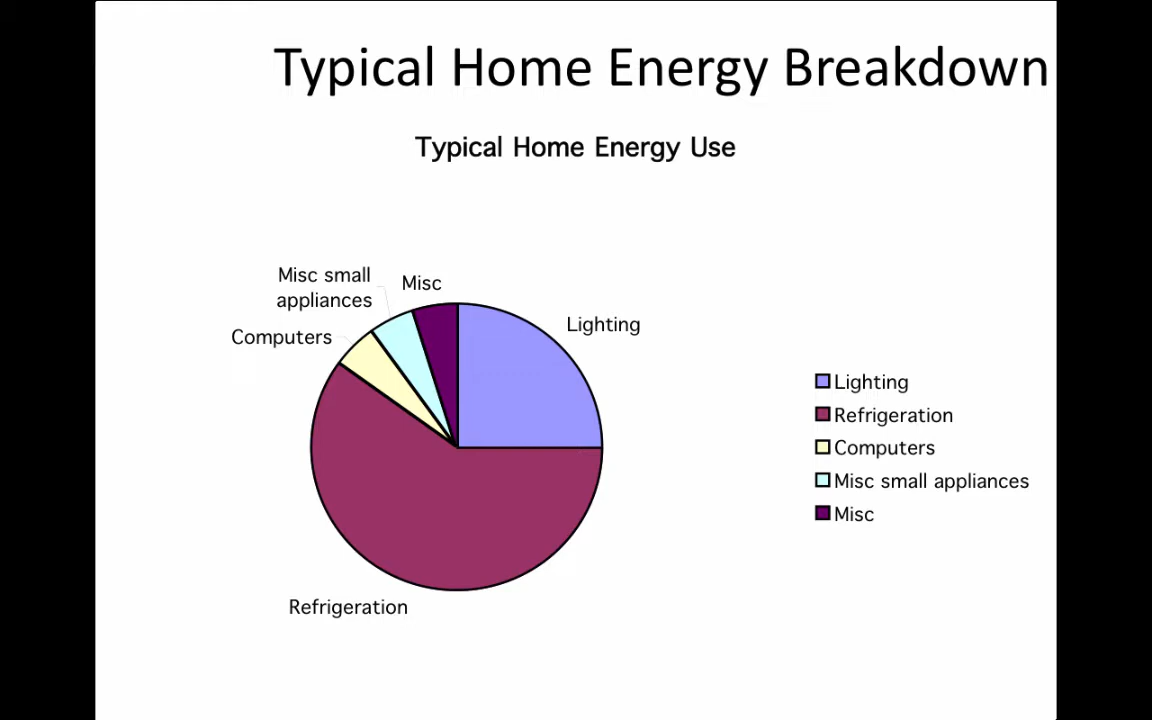 Typical Home Energy Breakdown
Typical Home Energy Use
Misc small
appliances
Misc
Lighting
Computers
Refrigeration
Lighting
Refrigeration
Computers
Misc small appliances
Misc